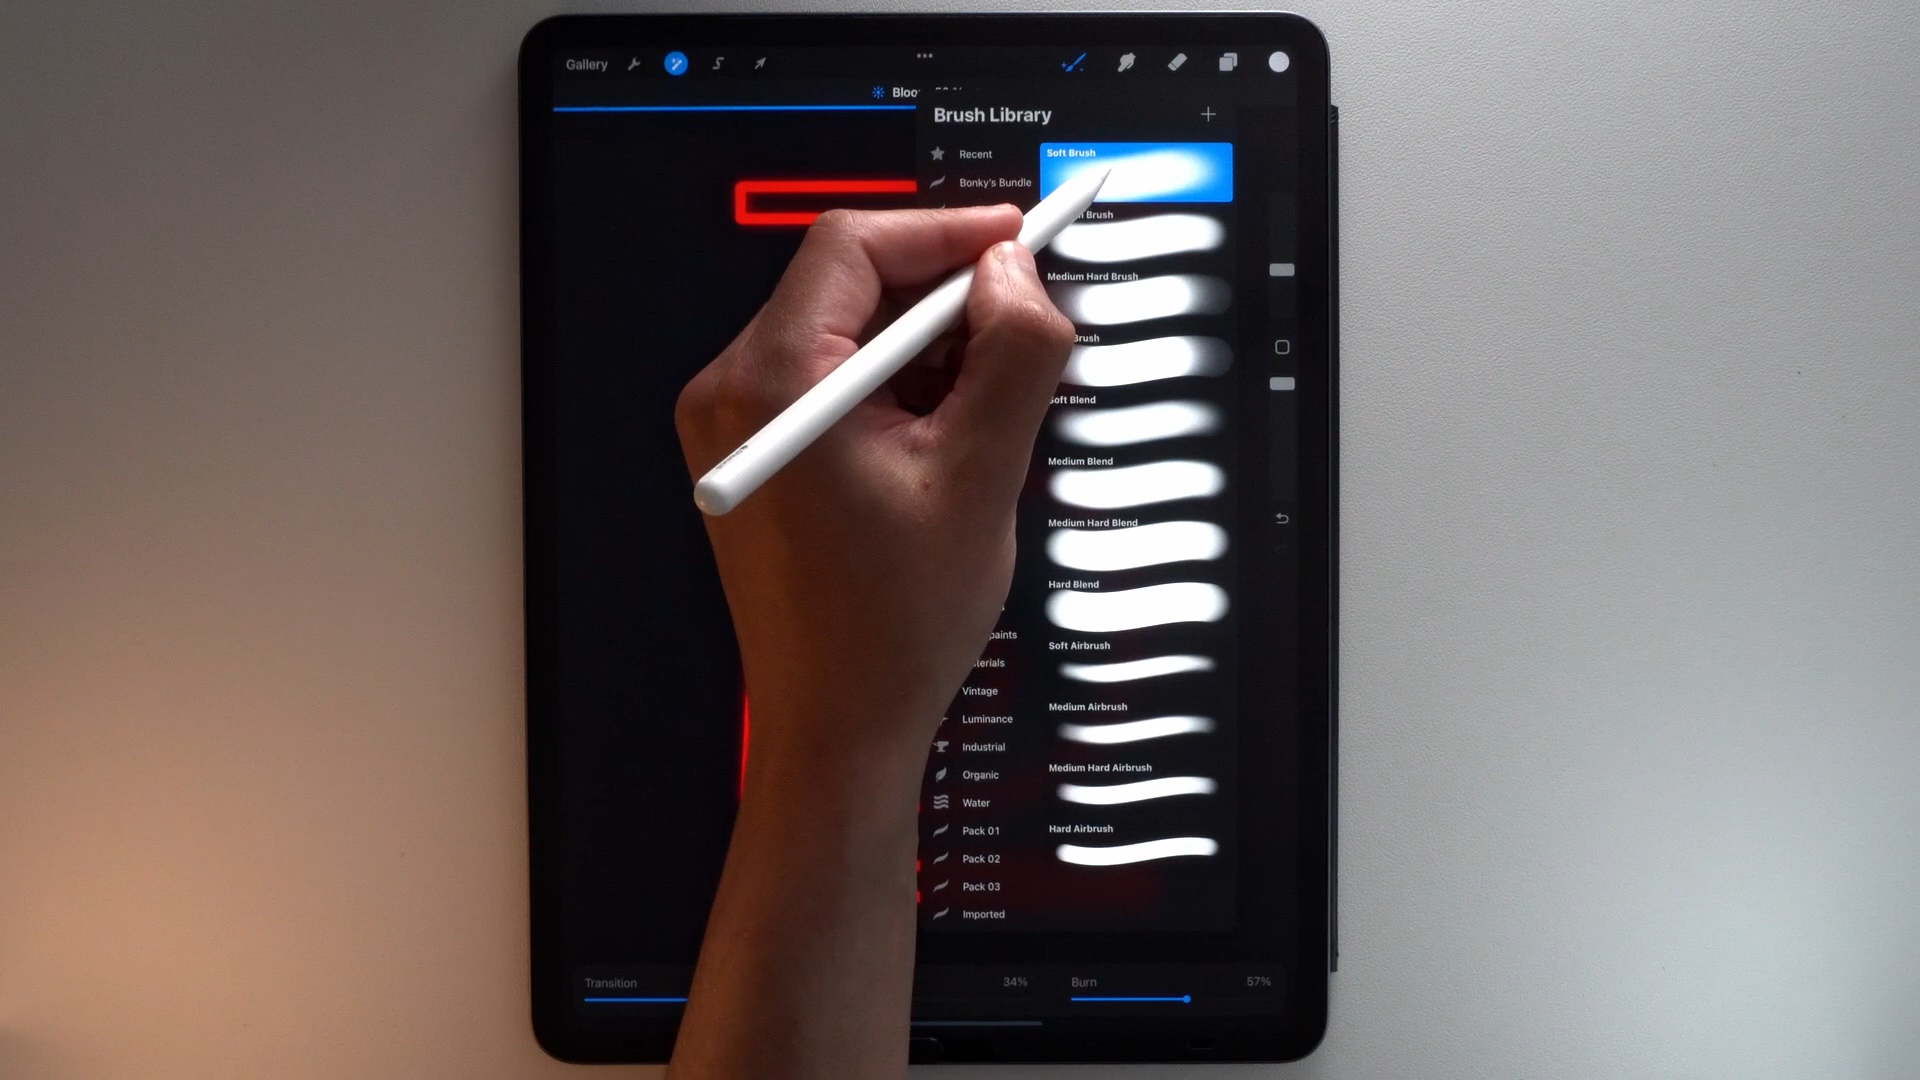 Gallery
Brush Library
Recent
Soft Brush
Bonky's Bundle
Brush
Medium Hard Brush
Brush
Soft Blend
Medium Blend
Medium Hard Blend
Hard Blend
Soft Airbrush
Vintage
Medium Airbrush
Luminance
Industrial
Medium Hard Airbrush
Organic
Water
Pack 01
Hard Airbrush
Pack 02
Pack 03
Imported
Transition
34%
Burn
57%